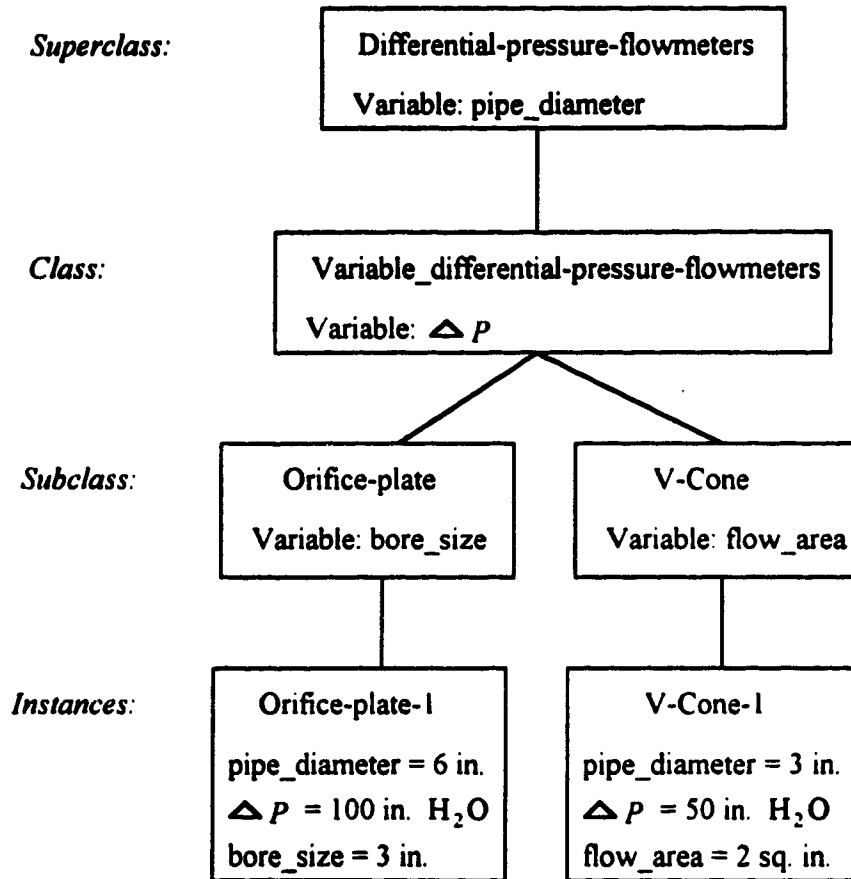 Superclass:
Differential-pressure-flowmeters
Variable: pipe_diameter
Class:
Variable_differential-pressure-flowmeters
Variable: △ P
Subclass:
Orifice-plate
Variable: bore_size
V-Cone
Variable: flow_area
Instances:
Orifice-plate-1
pipe_diameter = 6 in.
△ P = 100 in. H₂O
bore_size = 3 in.
V-Cone-1
pipe_diameter = 3 in.
△ P = 50 in. H₂O
flow_area = 2 sq. in.